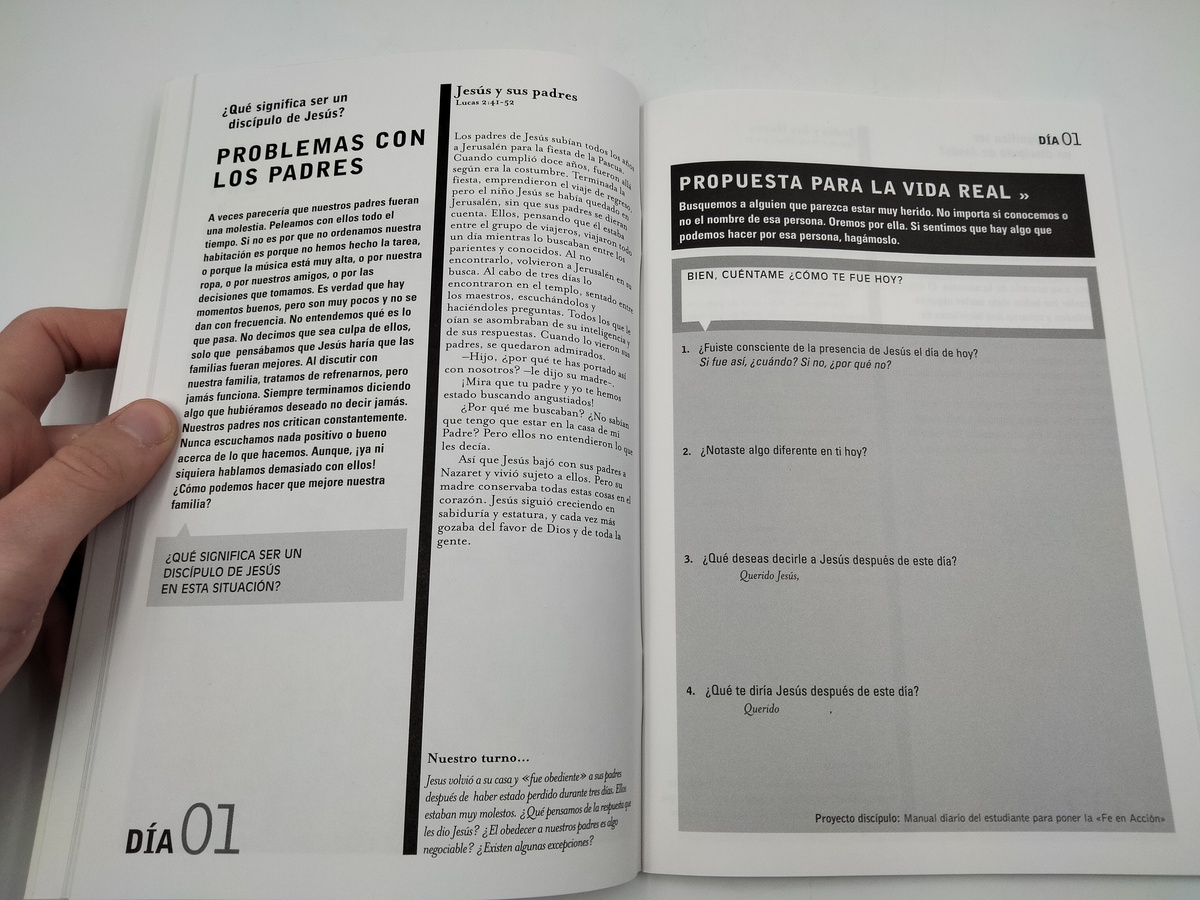 ¿Qué significa ser un
discípulo de Jesús?
PROBLEMAS CON
LOS PADRES
A veces parecería que nuestros padres fueran
una molestia. Peleamos con ellos todo el
tiempo. Si no es por que no ordenamos nuestra
habitación es porque no hemos hecho la tarea,
o porque la música está muy alta, o por nuestra
ropa, o por nuestros amigos, o por las
decisiones que tomamos. Es verdad que hay
momentos buenos, pero son muy pocos y no se
dan con frecuencia. No entendemos qué es lo
que pasa. No decimos que sea culpa de ellos,
solo que pensábamos que Jesús haría que las
familias fueran mejores. Al discutir con
nuestra familia, tratamos de refrenarnos, pero
jamás funciona. Siempre terminamos diciendo
algo que hubiéramos deseado no decir jamás.
Nuestros padres nos critican constantemente.
Nunca escuchamos nada positivo o bueno
acerca de lo que hacemos. Aunque, ¡ya ni
siquiera hablamos demasiado con ellos!
¿Cómo podemos hacer que mejore nuestra
familia?
¿QUÉ SIGNIFICA SER UN
DISCÍPULO DE JESÚS
EN ESTA SITUACIÓN?
DÍA 01
Jesús y sus padres
Lucas 2:41-52
Los padres de Jesús subían todos los años
a Jerusalén para la fiesta de la Pascua.
Cuando cumplió doce años, fueron allá
según era la costumbre. Terminada la
fiesta, emprendieron el viaje de regreso,
pero el niño Jesús se había quedado en
Jerusalén, sin que sus padres se dieran
cuenta. Ellos, pensando que él estaba
entre el grupo de viajeros, viajaron todo
un día mientras lo buscaban entre los
parientes y conocidos. Al no
encontrarlo, volvieron a Jerusalén en su
busca. Al cabo de tres días lo
encontraron en el templo, sentado entre
los maestros, escuchándolos y
haciéndoles preguntas. Todos los que le
oían se asombraban de su inteligencia y
de sus respuestas. Cuando lo vieron sus
padres, se quedaron admirados.
—Hijo, ¿por qué te has portado así
con nosotros? —le dijo su madre—.
¡Mira que tu padre y yo te hemos
estado buscando angustiados!
¿Por qué me buscaban? ¿No sabían
que tengo que estar en la casa de mi
Padre? Pero ellos no entendieron lo que
les decía.
Así que Jesús bajó con sus padres a
Nazaret y vivió sujeto a ellos. Pero su
madre conservaba todas estas cosas en el
corazón. Jesús siguió creciendo en
sabiduría y estatura, y cada vez más
gozaba del favor de Dios y de toda la
gente.
Nuestro turno...
Jesus volvió a su casa y «fue obediente» a sus padres
después de haber estado perdido durante tres días. Ellos
estaban muy molestos. ¿Qué pensamos de la respuesta que
les dio Jesús? ¿El obedecer a nuestros padres es algo
negociable? ¿Existen algunas excepciones?
DÍA 01
PROPUESTA PARA LA VIDA REAL »
Busquemos a alguien que parezca estar muy herido. No importa si conocemos o
no el nombre de esa persona. Oremos por ella. Si sentimos que hay algo que
podemos hacer por esa persona, hagámoslo.
BIEN, CUÉNTAME ¿CÓMO TE FUE HOY?
1. ¿Fuiste consciente de la presencia de Jesús el día de hoy?
Si fue así, ¿cuándo? Si no, ¿por qué no?
2. ¿Notaste algo diferente en ti hoy?
3. ¿Qué deseas decirle a Jesús después de este día?
Querido Jesús,
4. ¿Qué te diría Jesús después de este día?
Querido ,
Proyecto discípulo: Manual diario del estudiante para poner la «Fe en Acción»